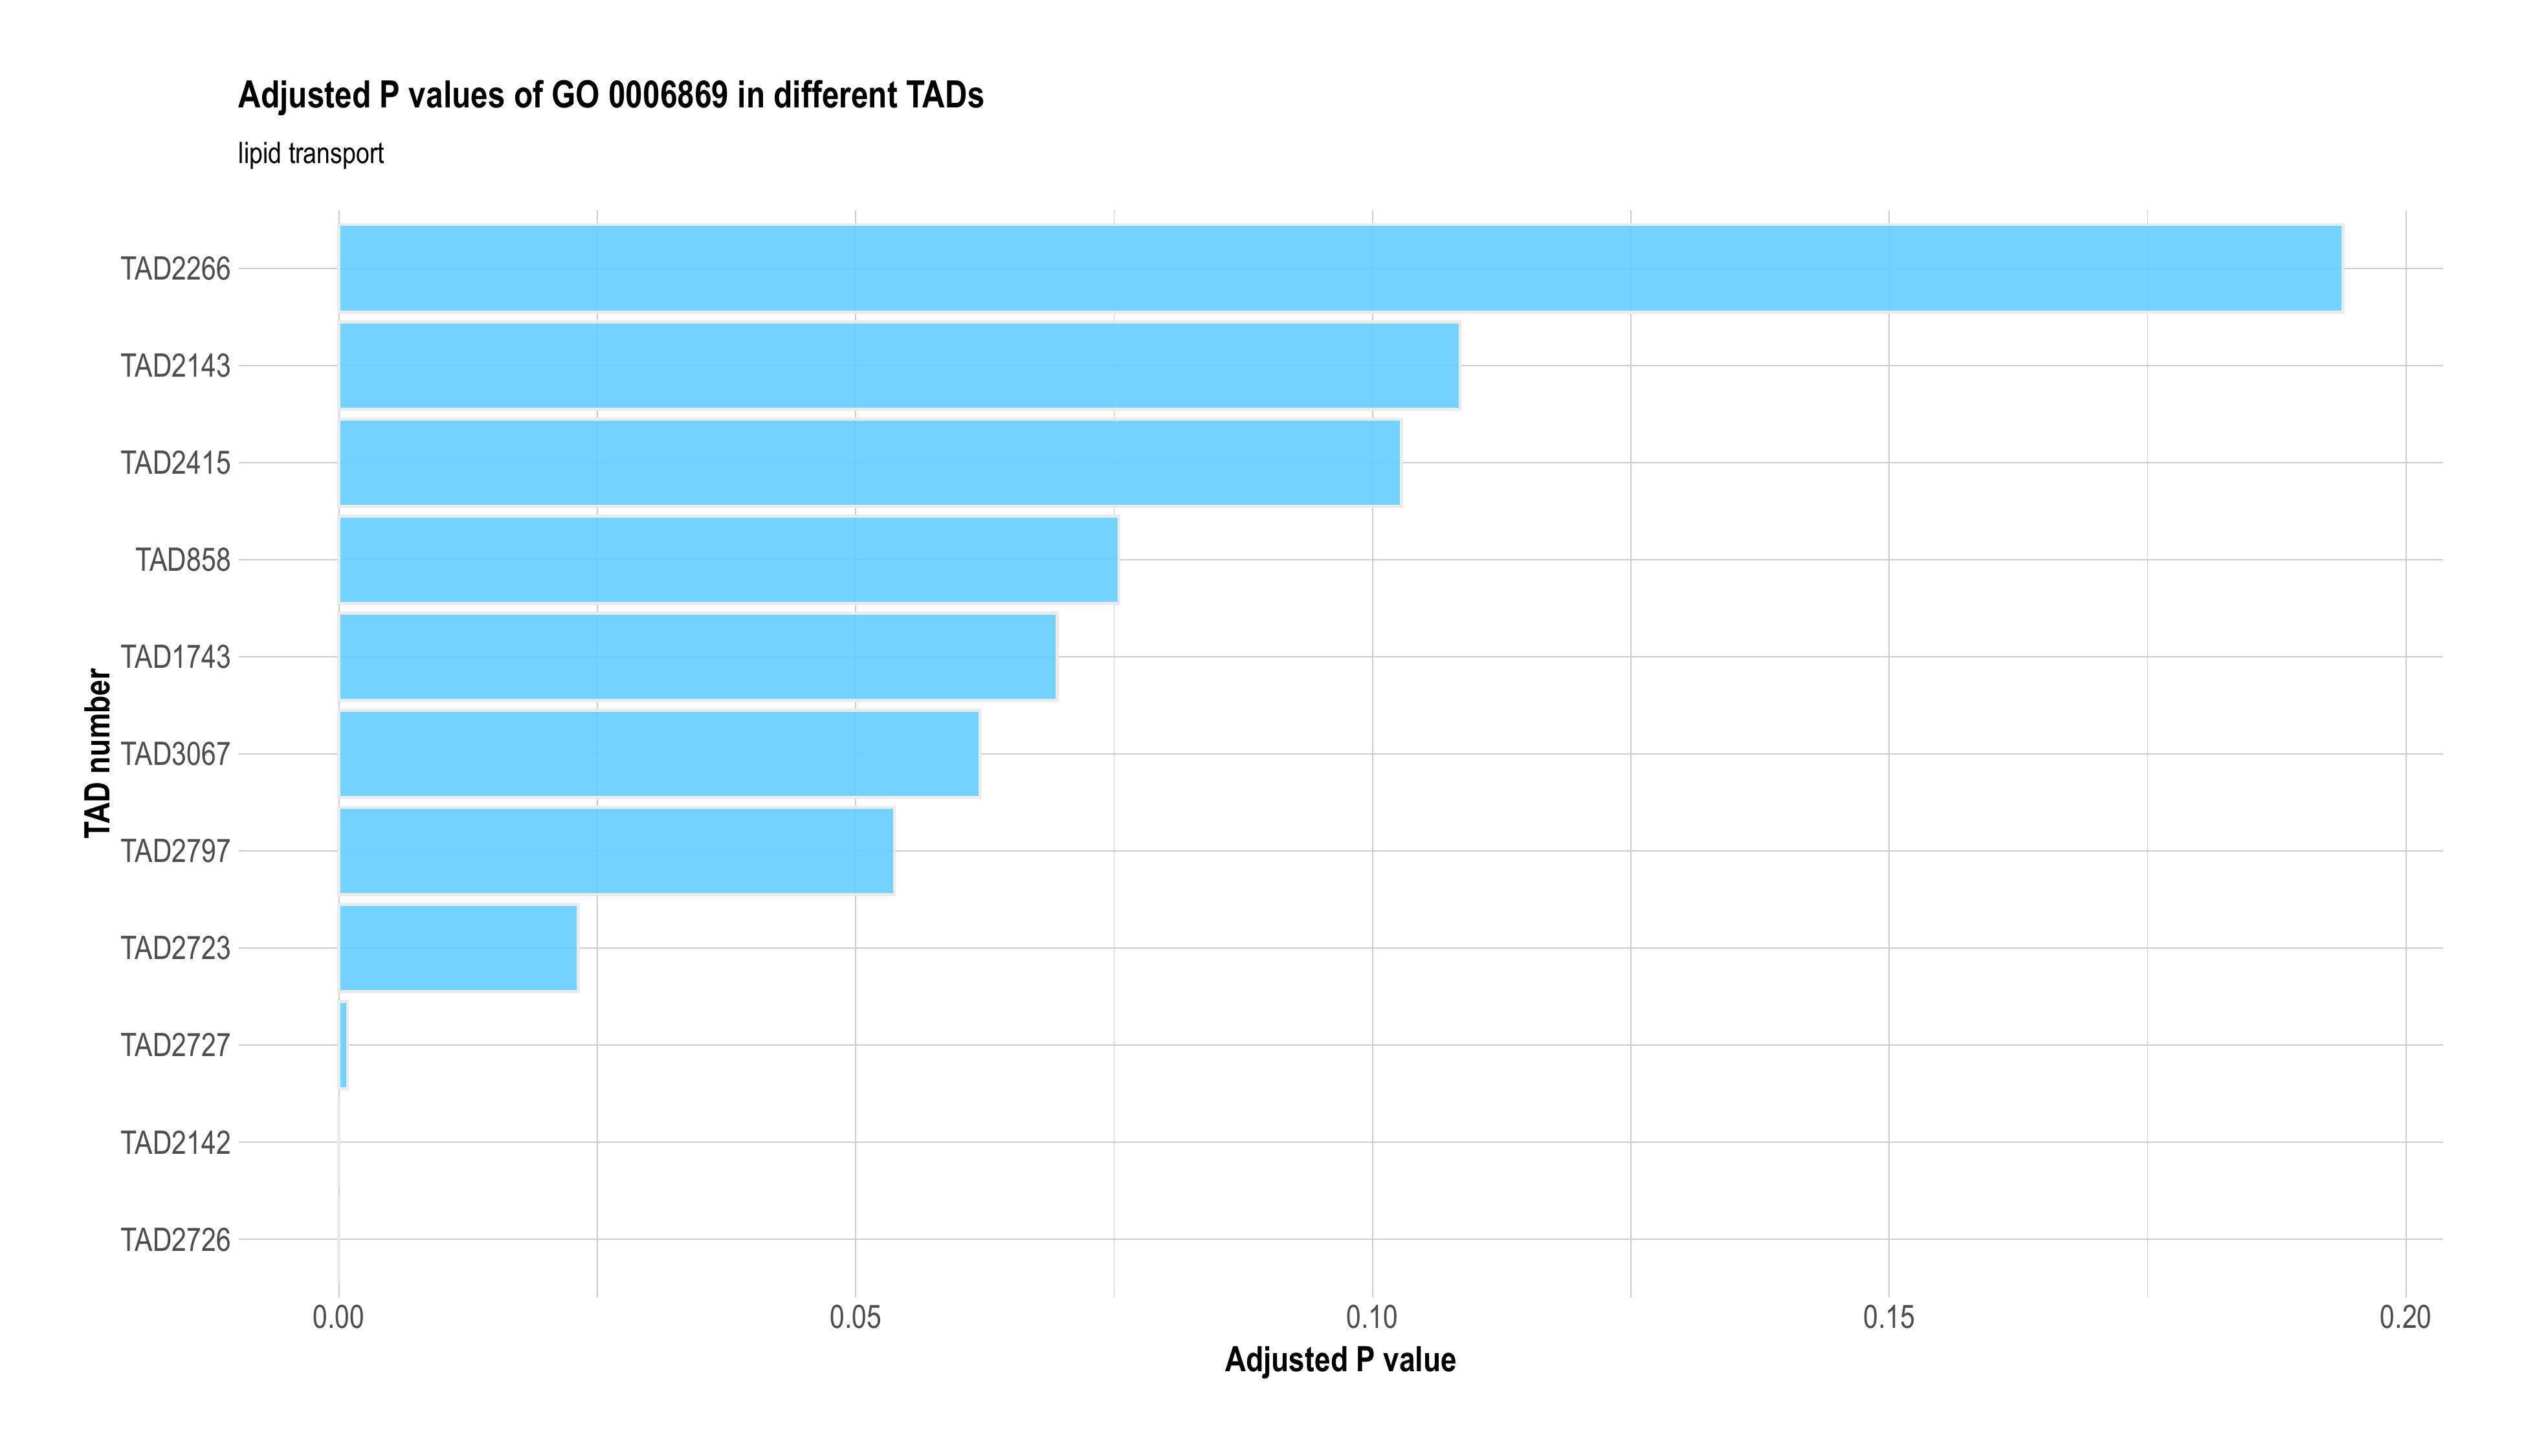 Adjusted P values of GO 0006869 in different TADs
lipid transport
TAD number
TAD2266
TAD2143
TAD2415
TAD858
TAD1743
TAD3067
TAD2797
TAD2723
TAD2727
TAD2142
TAD2726
0.00 0.05 0.10 0.15 0.20
Adjusted P value